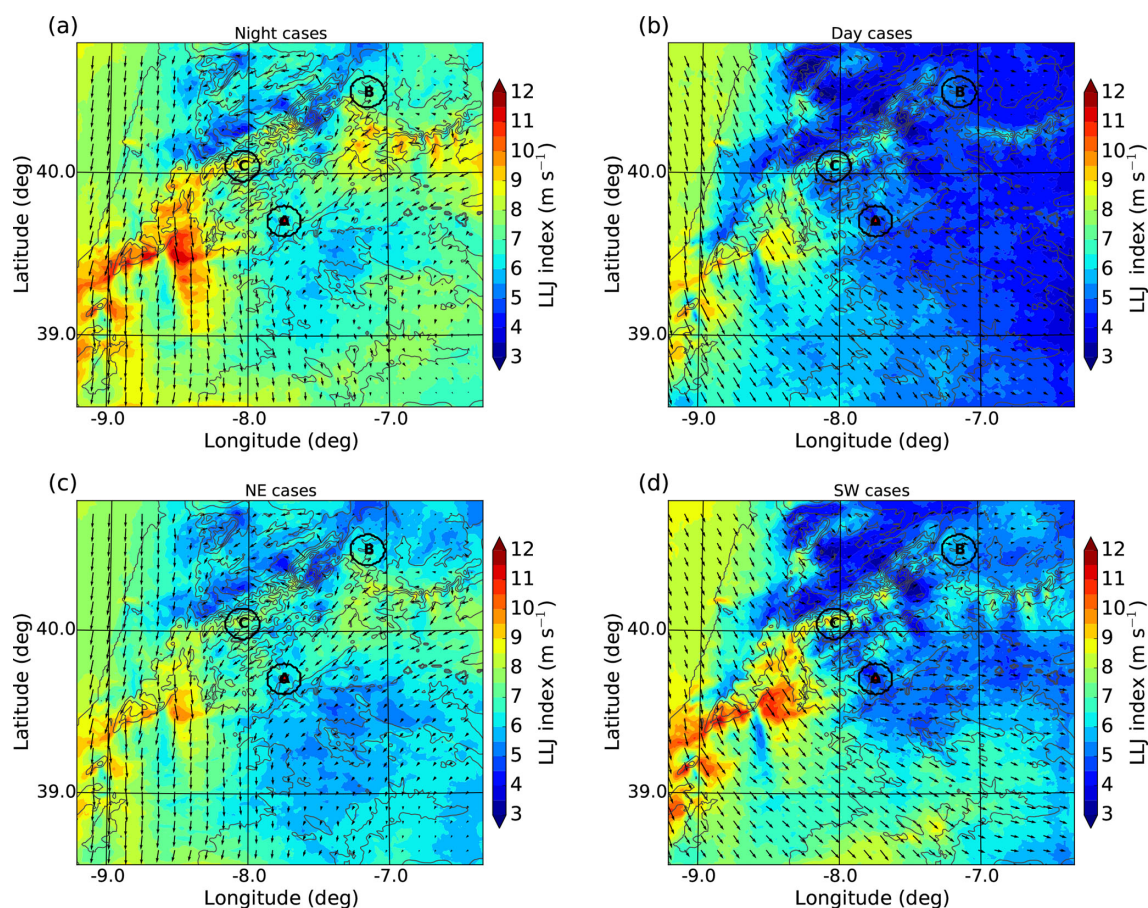 (a)
Night cases
B
C
A
40.0
39.0
Latitude (deg)
-9.0
-8.0
-7.0
Longitude (deg)
12
11
10
9
8
7
6
5
4
3
LLJ index (m s⁻¹)
(b)
Day cases
B
C
A
40.0
39.0
Latitude (deg)
-9.0
-8.0
-7.0
Longitude (deg)
12
11
10
9
8
7
6
5
4
3
LLJ index (m s⁻¹)
(c)
NE cases
B
C
A
40.0
39.0
Latitude (deg)
-9.0
-8.0
-7.0
Longitude (deg)
12
11
10
9
8
7
6
5
4
3
LLJ index (m s⁻¹)
(d)
SW cases
B
C
A
40.0
39.0
Latitude (deg)
-9.0
-8.0
-7.0
Longitude (deg)
12
11
10
9
8
7
6
5
4
3
LLJ index (m s⁻¹)